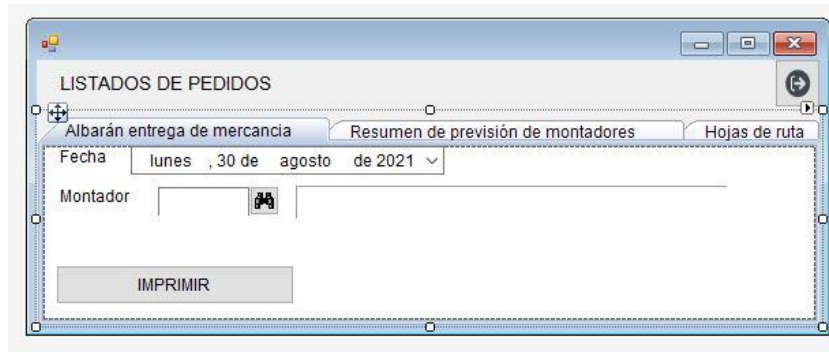 LISTADOS DE PEDIDOS
Albarán entrega de mercancia Resumen de previsión de montadores Hojas de ruta
Fecha lunes , 30 de agosto de 2021
Montador
IMPRIMIR